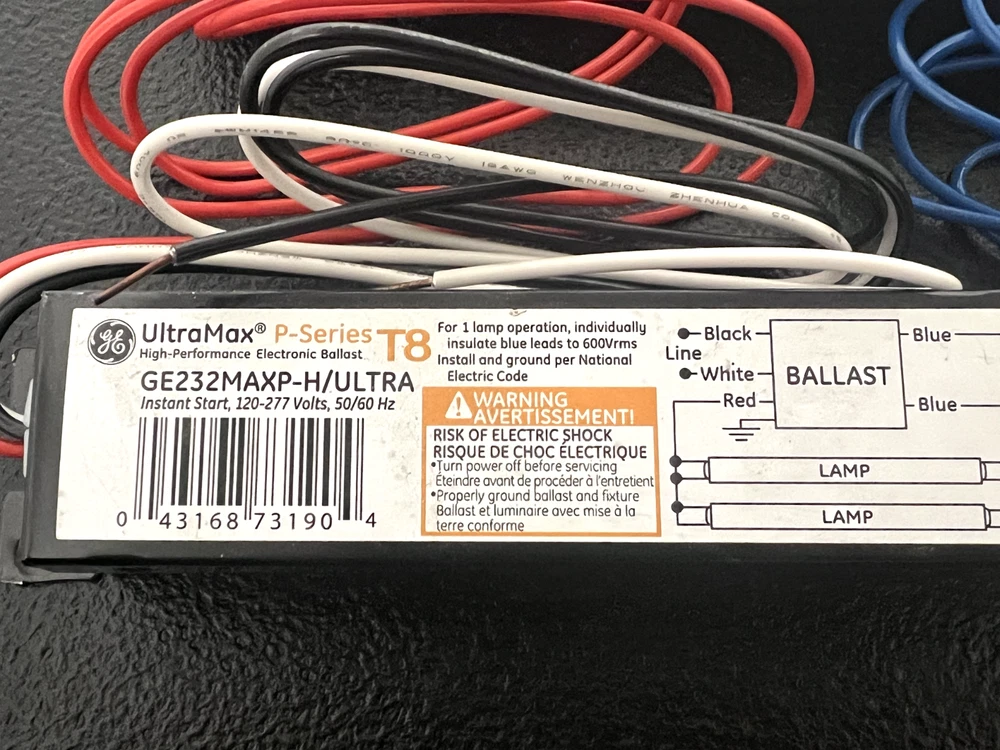 GE UltraMax® P-Series T8
High-Performance Electronic Ballast
GE232MAXP-H/ULTRA
Instant Start, 120-277 Volts, 50/60 Hz
0 43168 73190 4
For 1 lamp operation, individually
insulate blue leads to 600Vrms
Install and ground per National
Electric Code
WARNING
AVERTISSEMENT!
RISK OF ELECTRIC SHOCK
RISQUE DE CHOC ÉLECTRIQUE
•Turn power off before servicing
Éteindre avant de procéder à l'entretient
•Properly ground ballast and fixture
Ballast et luminaire avec mise à la
terre conforme
Black
Line
White
Red
BALLAST
Blue
Blue
LAMP
LAMP
1000V 18AWG WENZHOU ZHENHUA CO.